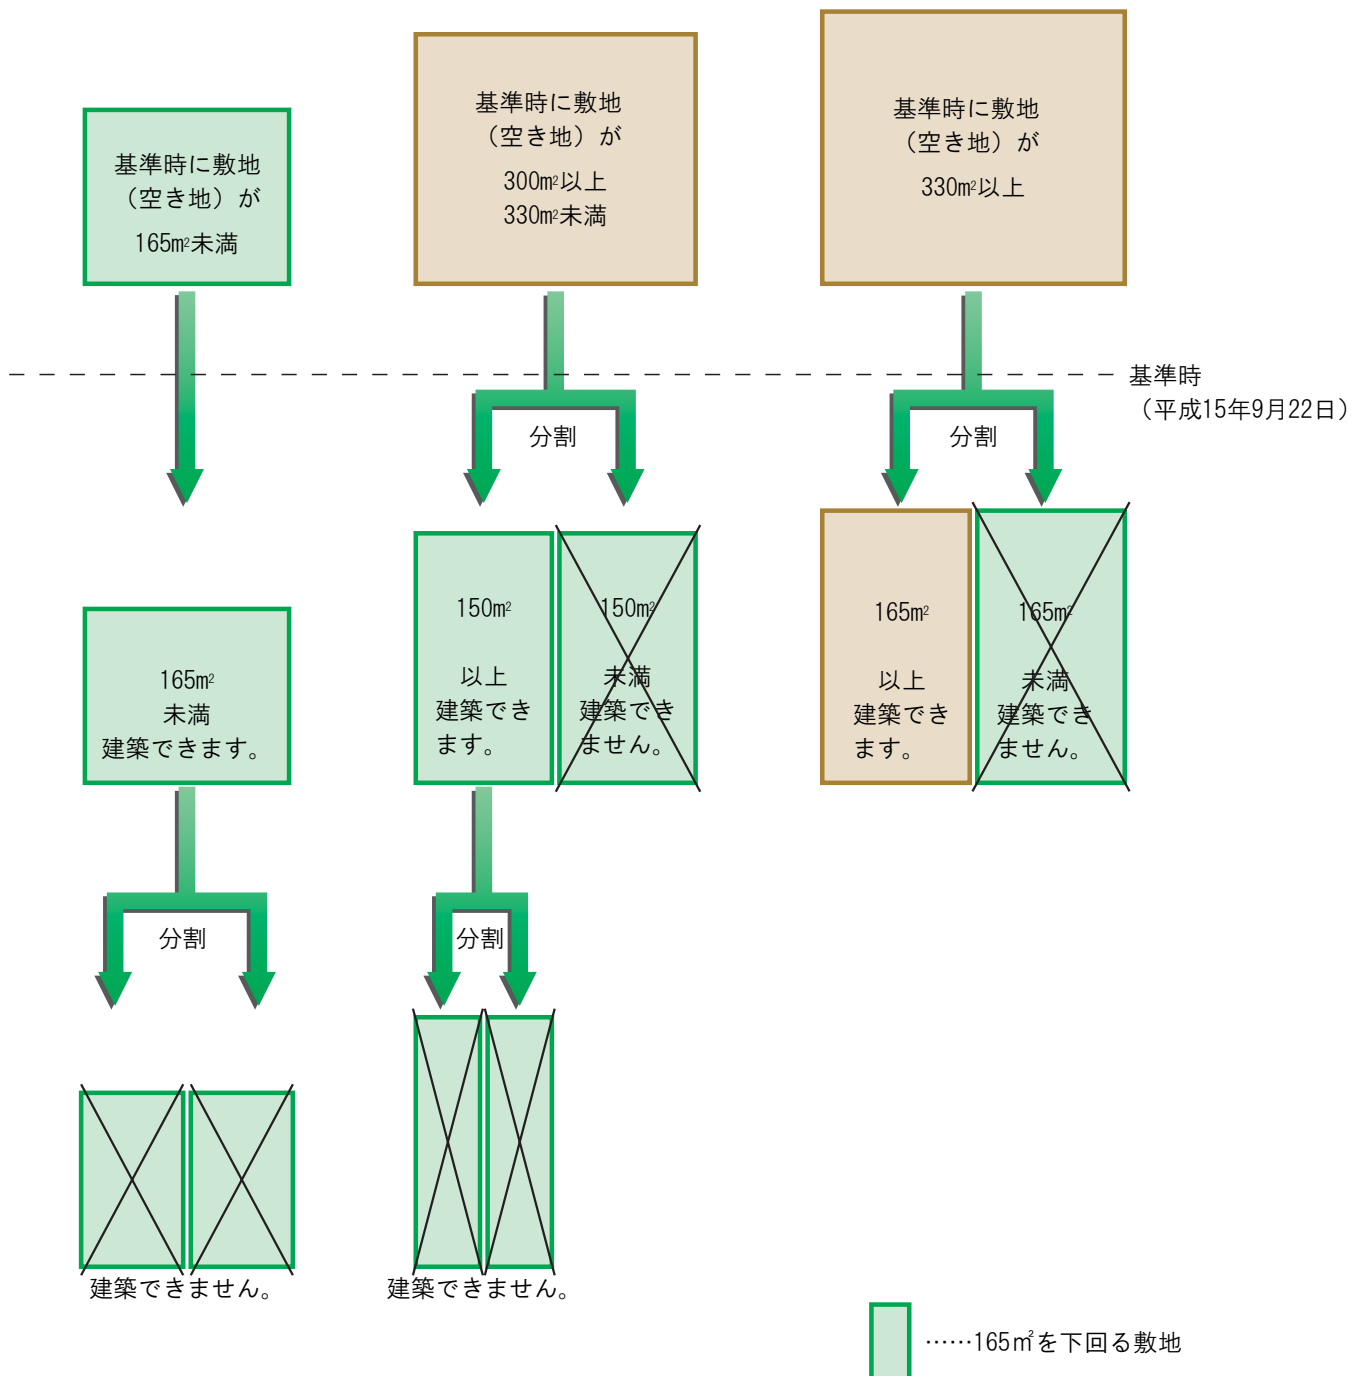 基準時に敷地
（空き地）が
165m²未満
基準時に敷地
（空き地）が
300m²以上
330m²未満
基準時に敷地
（空き地）が
330m²以上
基準時
（平成15年9月22日）
分割
分割
165m²
未満
建築できます。
150m²
以上
建築でき
ます。
150m²
未満
建築でき
ません。
165m²
以上
建築でき
ます。
165m²
未満
建築でき
ません。
分割
分割
建築できません。
建築できません。
……165㎡を下回る敷地